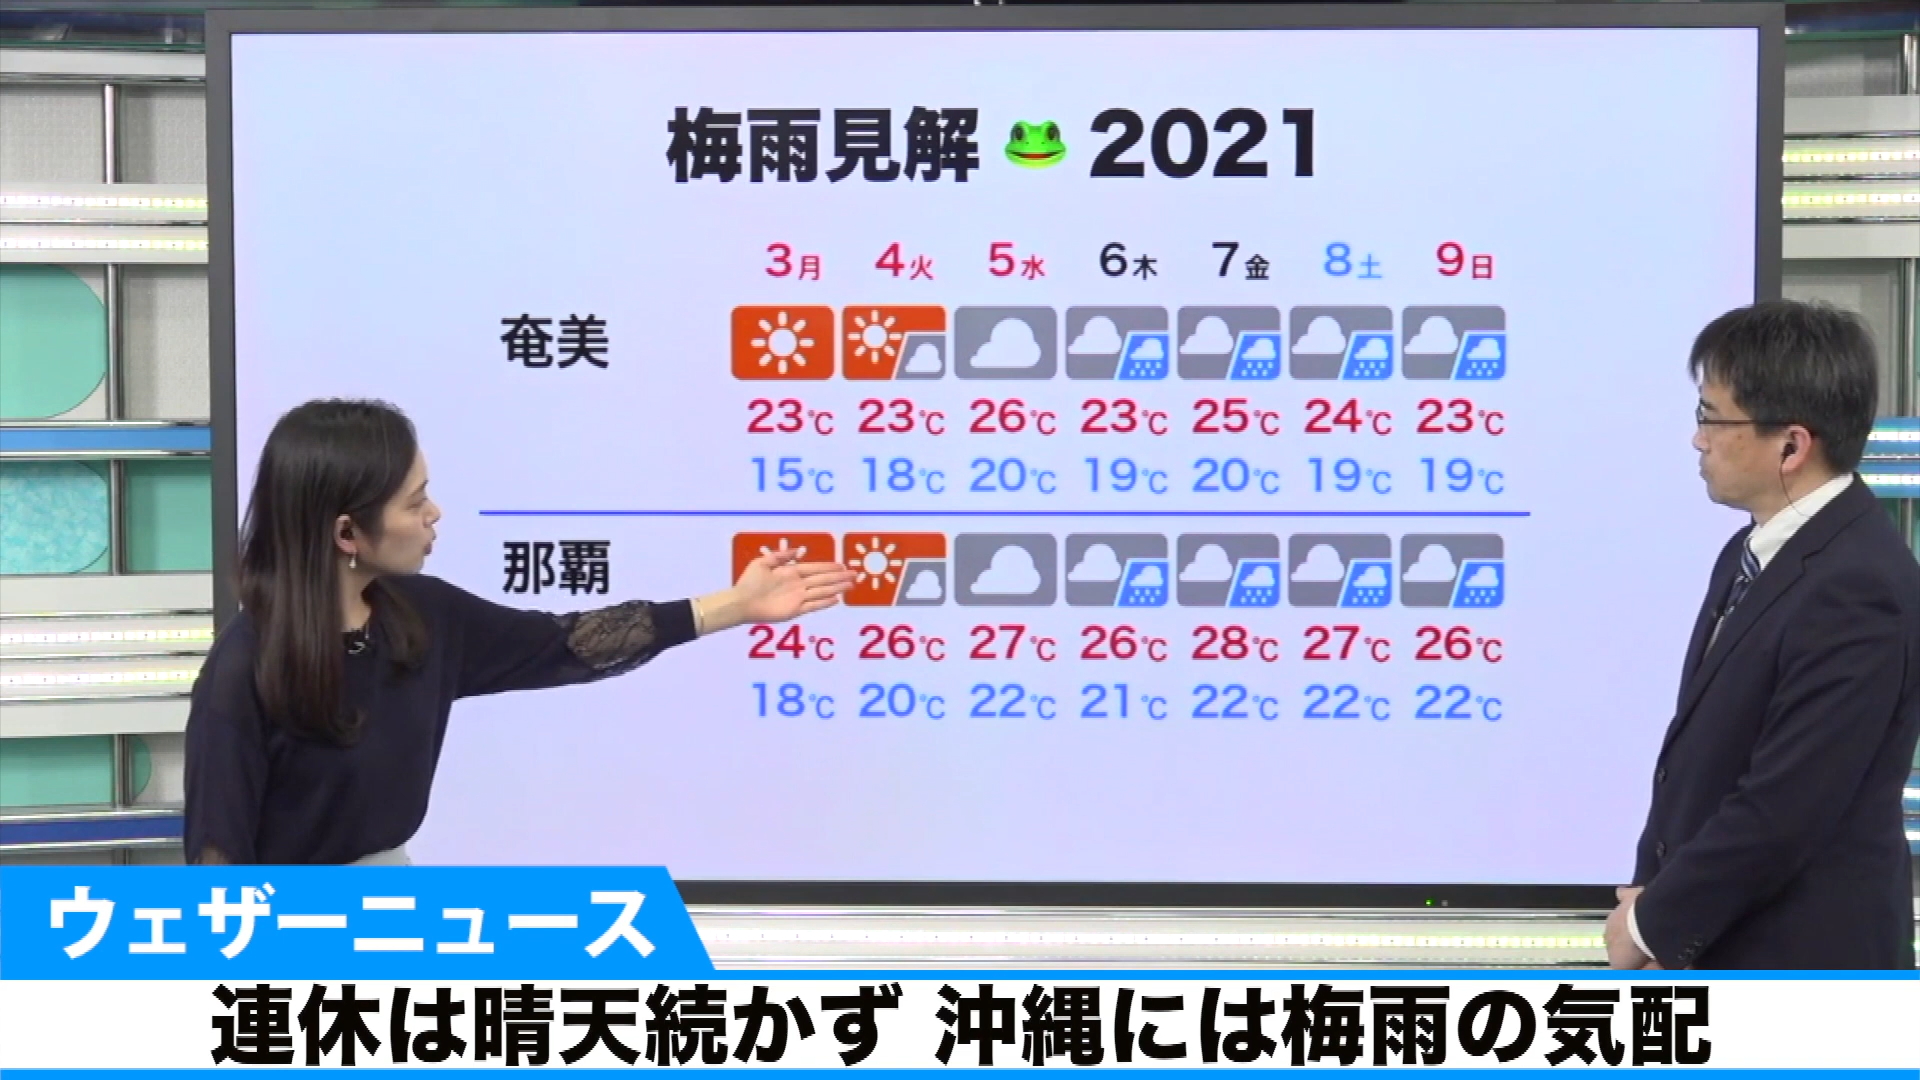 梅雨見解🐸2021
3月 4火 5水 6木 7金 8土 9日
奄美
23℃ 23℃ 26℃ 23℃ 25℃ 24℃ 23℃
15℃ 18℃ 20℃ 19℃ 20℃ 19℃ 19℃
那覇
24℃ 26℃ 27℃ 26℃ 28℃ 27℃ 26℃
18℃ 20℃ 22℃ 21℃ 22℃ 22℃ 22℃
ウェザーニュース
連休は晴天続かず 沖縄には梅雨の気配